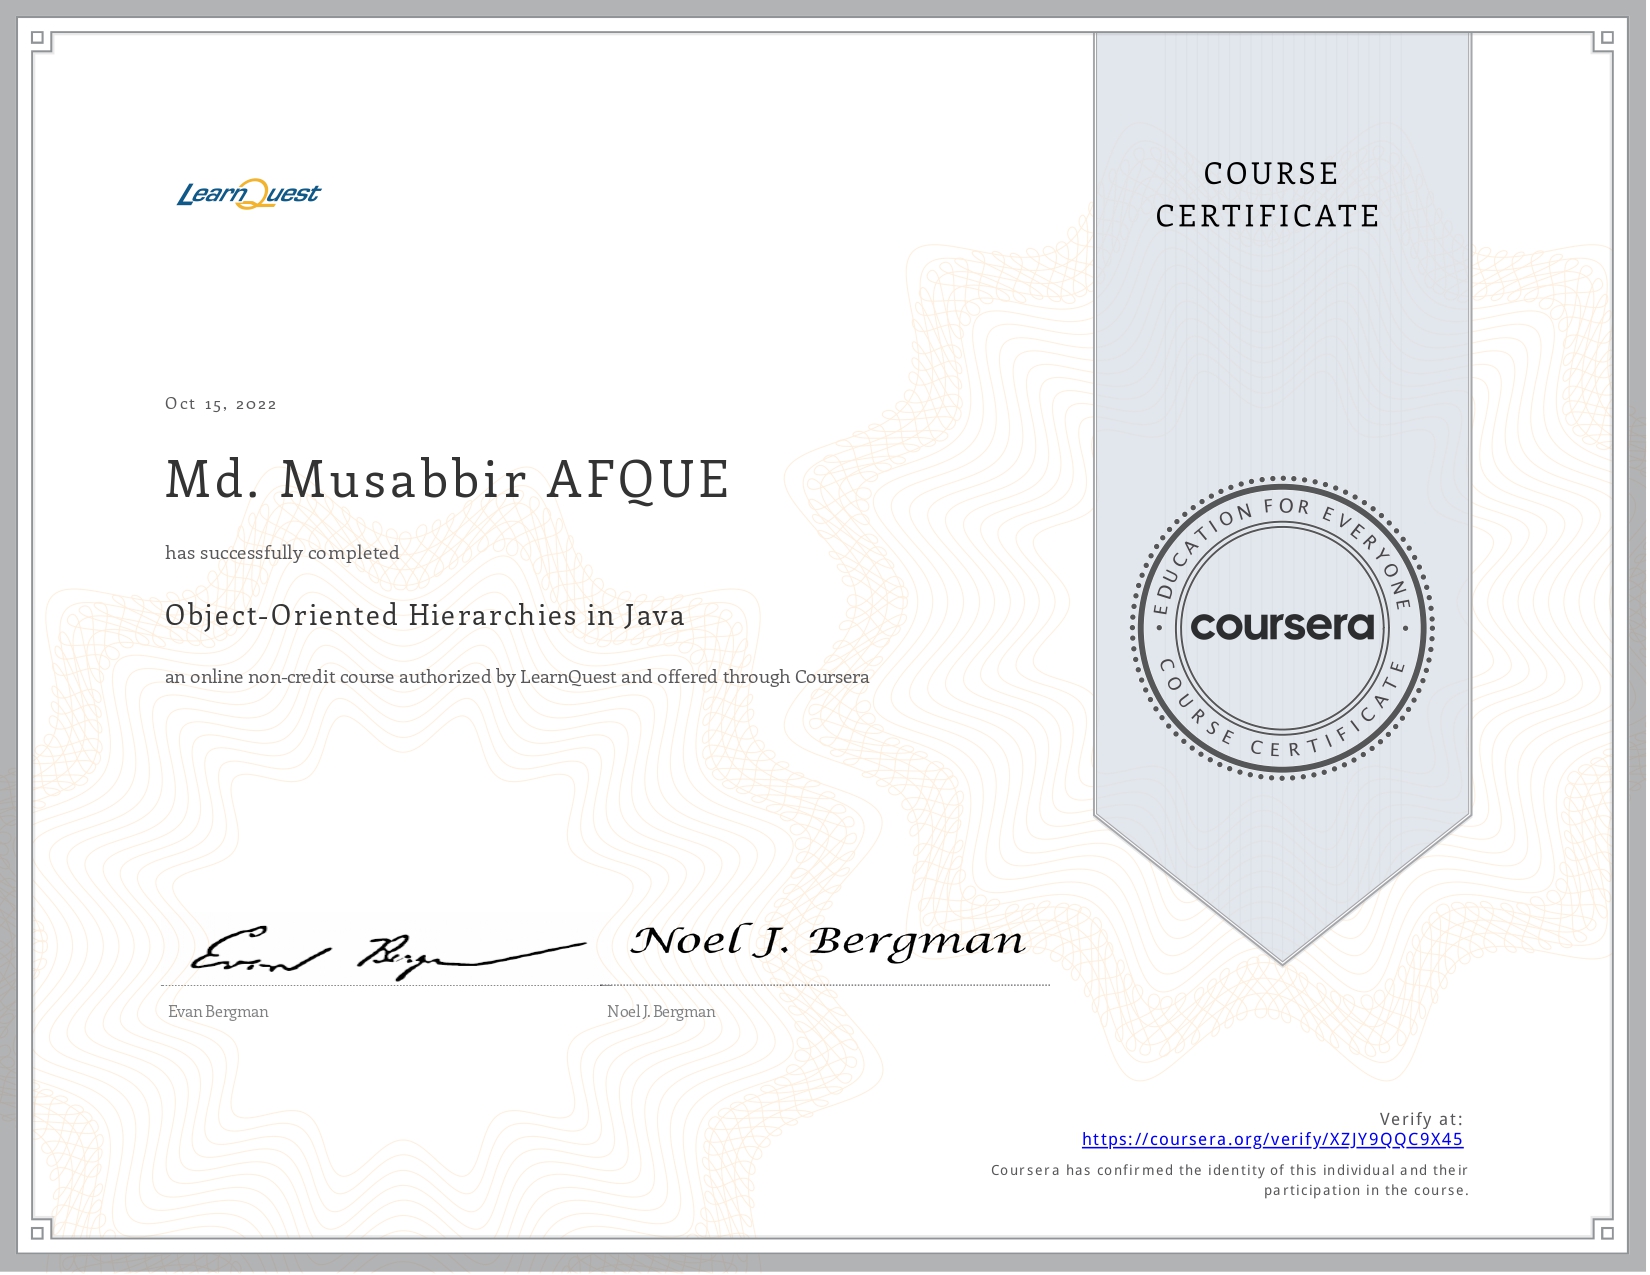 LearnQuest
COURSE
CERTIFICATE
Oct 15, 2022
Md. Musabbir AFQUE
has successfully completed
Object-Oriented Hierarchies in Java
an online non-credit course authorized by LearnQuest and offered through Coursera
EDUCATION FOR EVERYONE
coursera
COURSE CERTIFICATE
Evan Bergman
Noel J. Bergman
Evan Bergman
Noel J. Bergman
Verify at:
https://coursera.org/verify/XZJY9QQC9X45
Coursera has confirmed the identity of this individual and their
participation in the course.